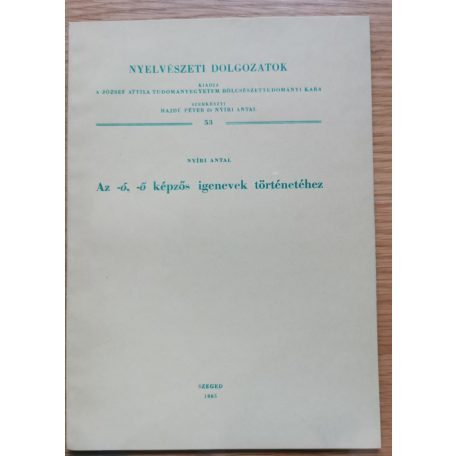 NYELVÉSZETI DOLGOZATOK
KIADJA
A JÓZSEF ATTILA TUDOMÁNYEGYETEM BÖLCSÉSZETTUDOMÁNYI KARA
SZERKESZTI
HAJDÚ PÉTER ÉS NYÍRI ANTAL
53
NYÍRI ANTAL
Az -ó, -ő képzős igenevek történetéhez
SZEGED